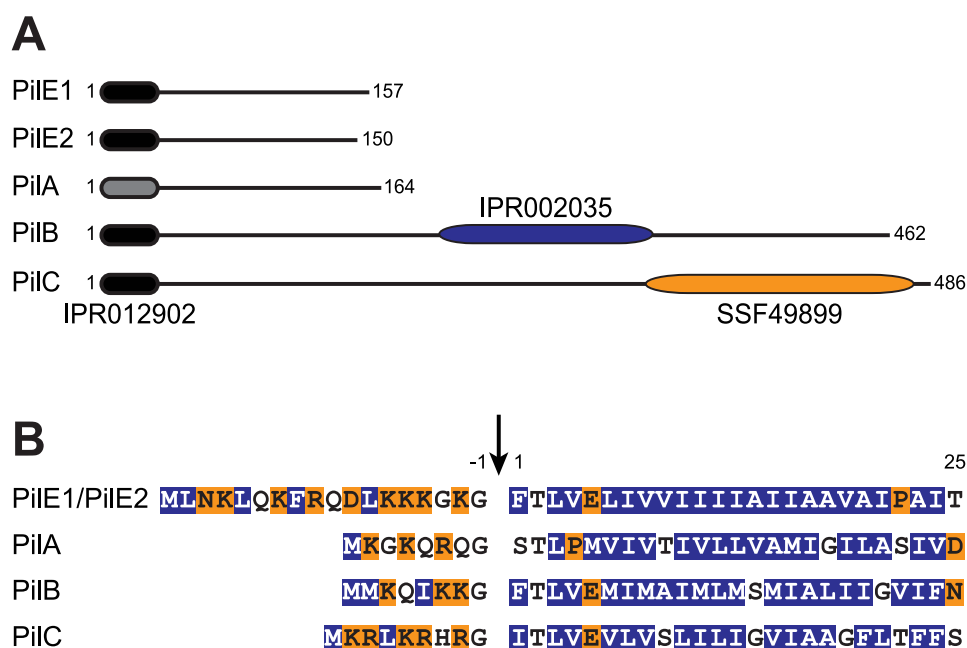 A
PilE1 1 157
PilE2 1 150
PilA 1 164
IPR002035
PilB 1 462
PilC 1 486
IPR012902 SSF49899
B
-1 1 25
PilE1/PilE2 MLNKLQKFRQDLKKKGKG FTLVELIVVIIIIAIIAAVAIPAIT
PilA MKGKQRQG STLPMVIVTIVLLVAMIGILASIVD
PilB MMKQIKKG FTLVEMIMAIMLMSMIALIIGVIFN
PilC MKRLKRHRG ITLVEVLVSLILIGVIAAGFLTFFS